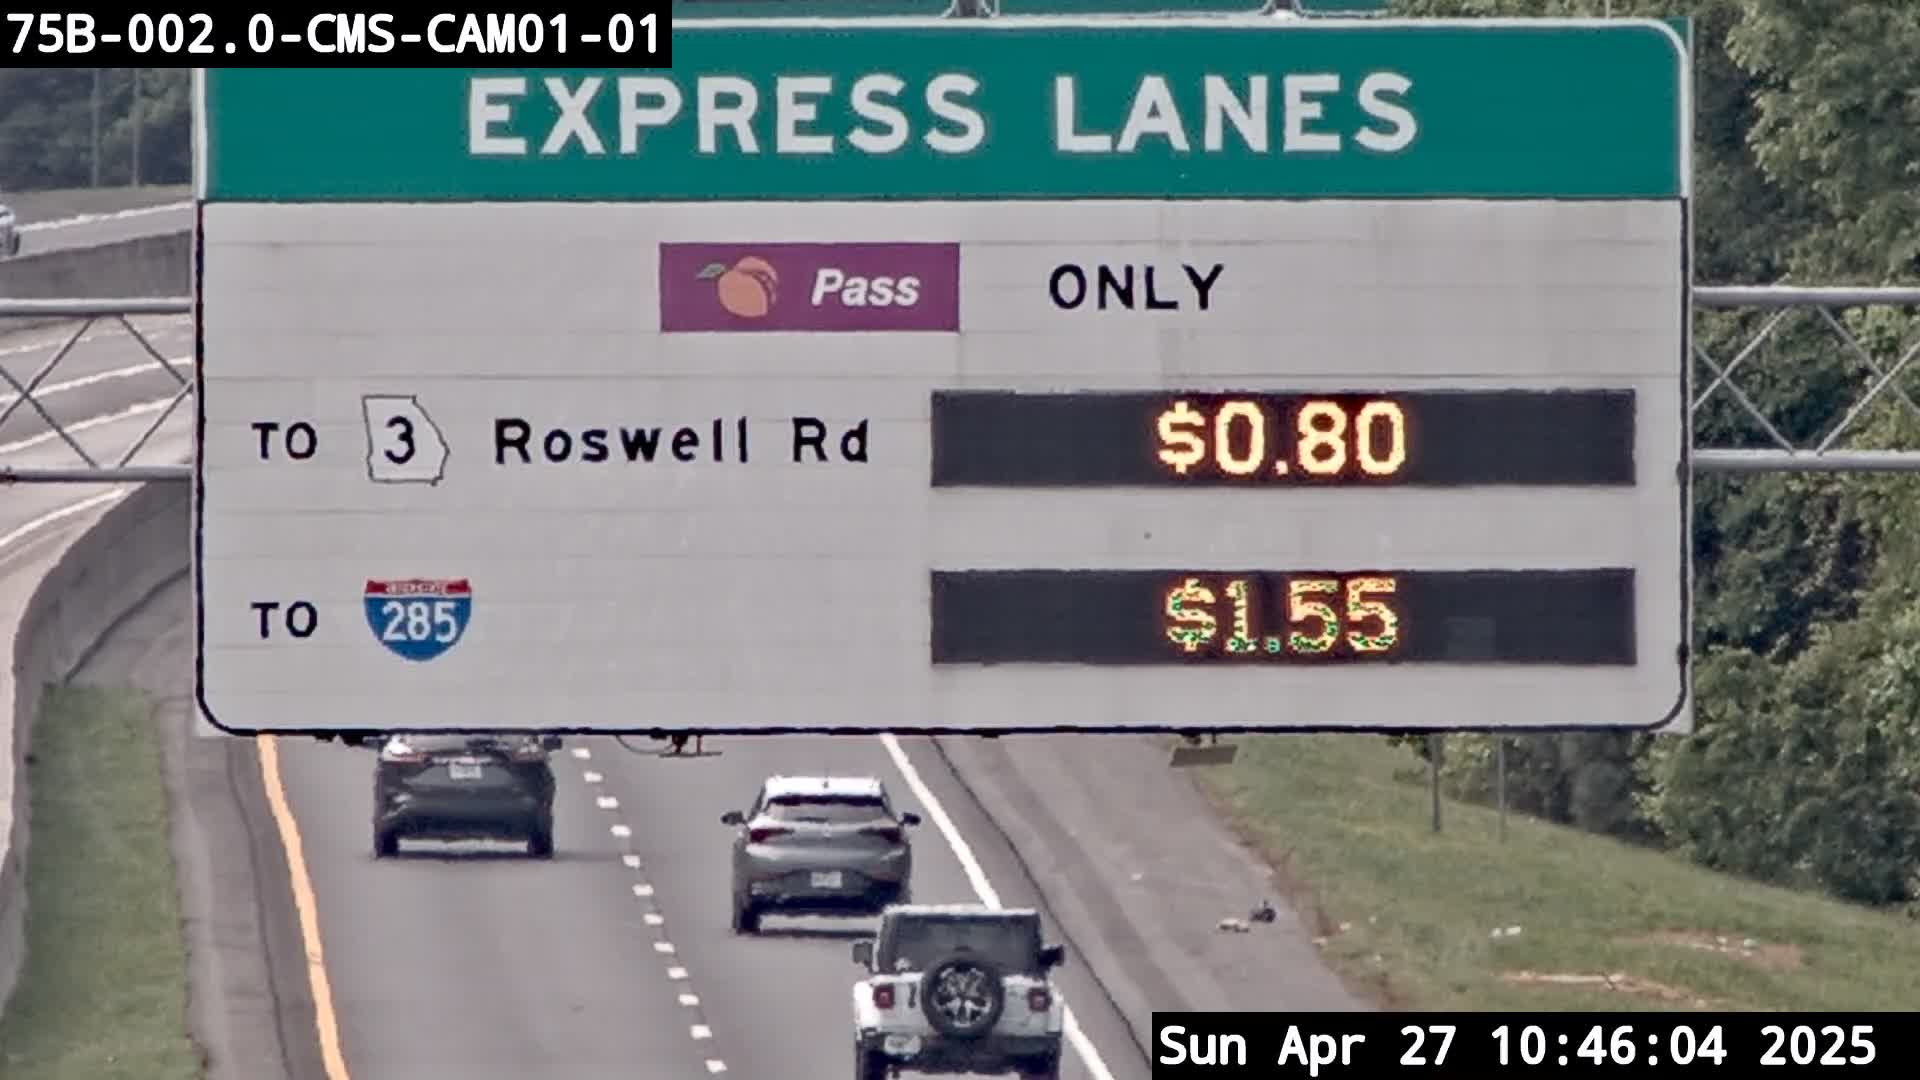 75B-002.0-CMS-CAM01-01
EXPRESS LANES
Pass ONLY
TO 3 Roswell Rd $0.80
TO INTERSTATE 285 $1.55
Sun Apr 27 10:46:04 2025